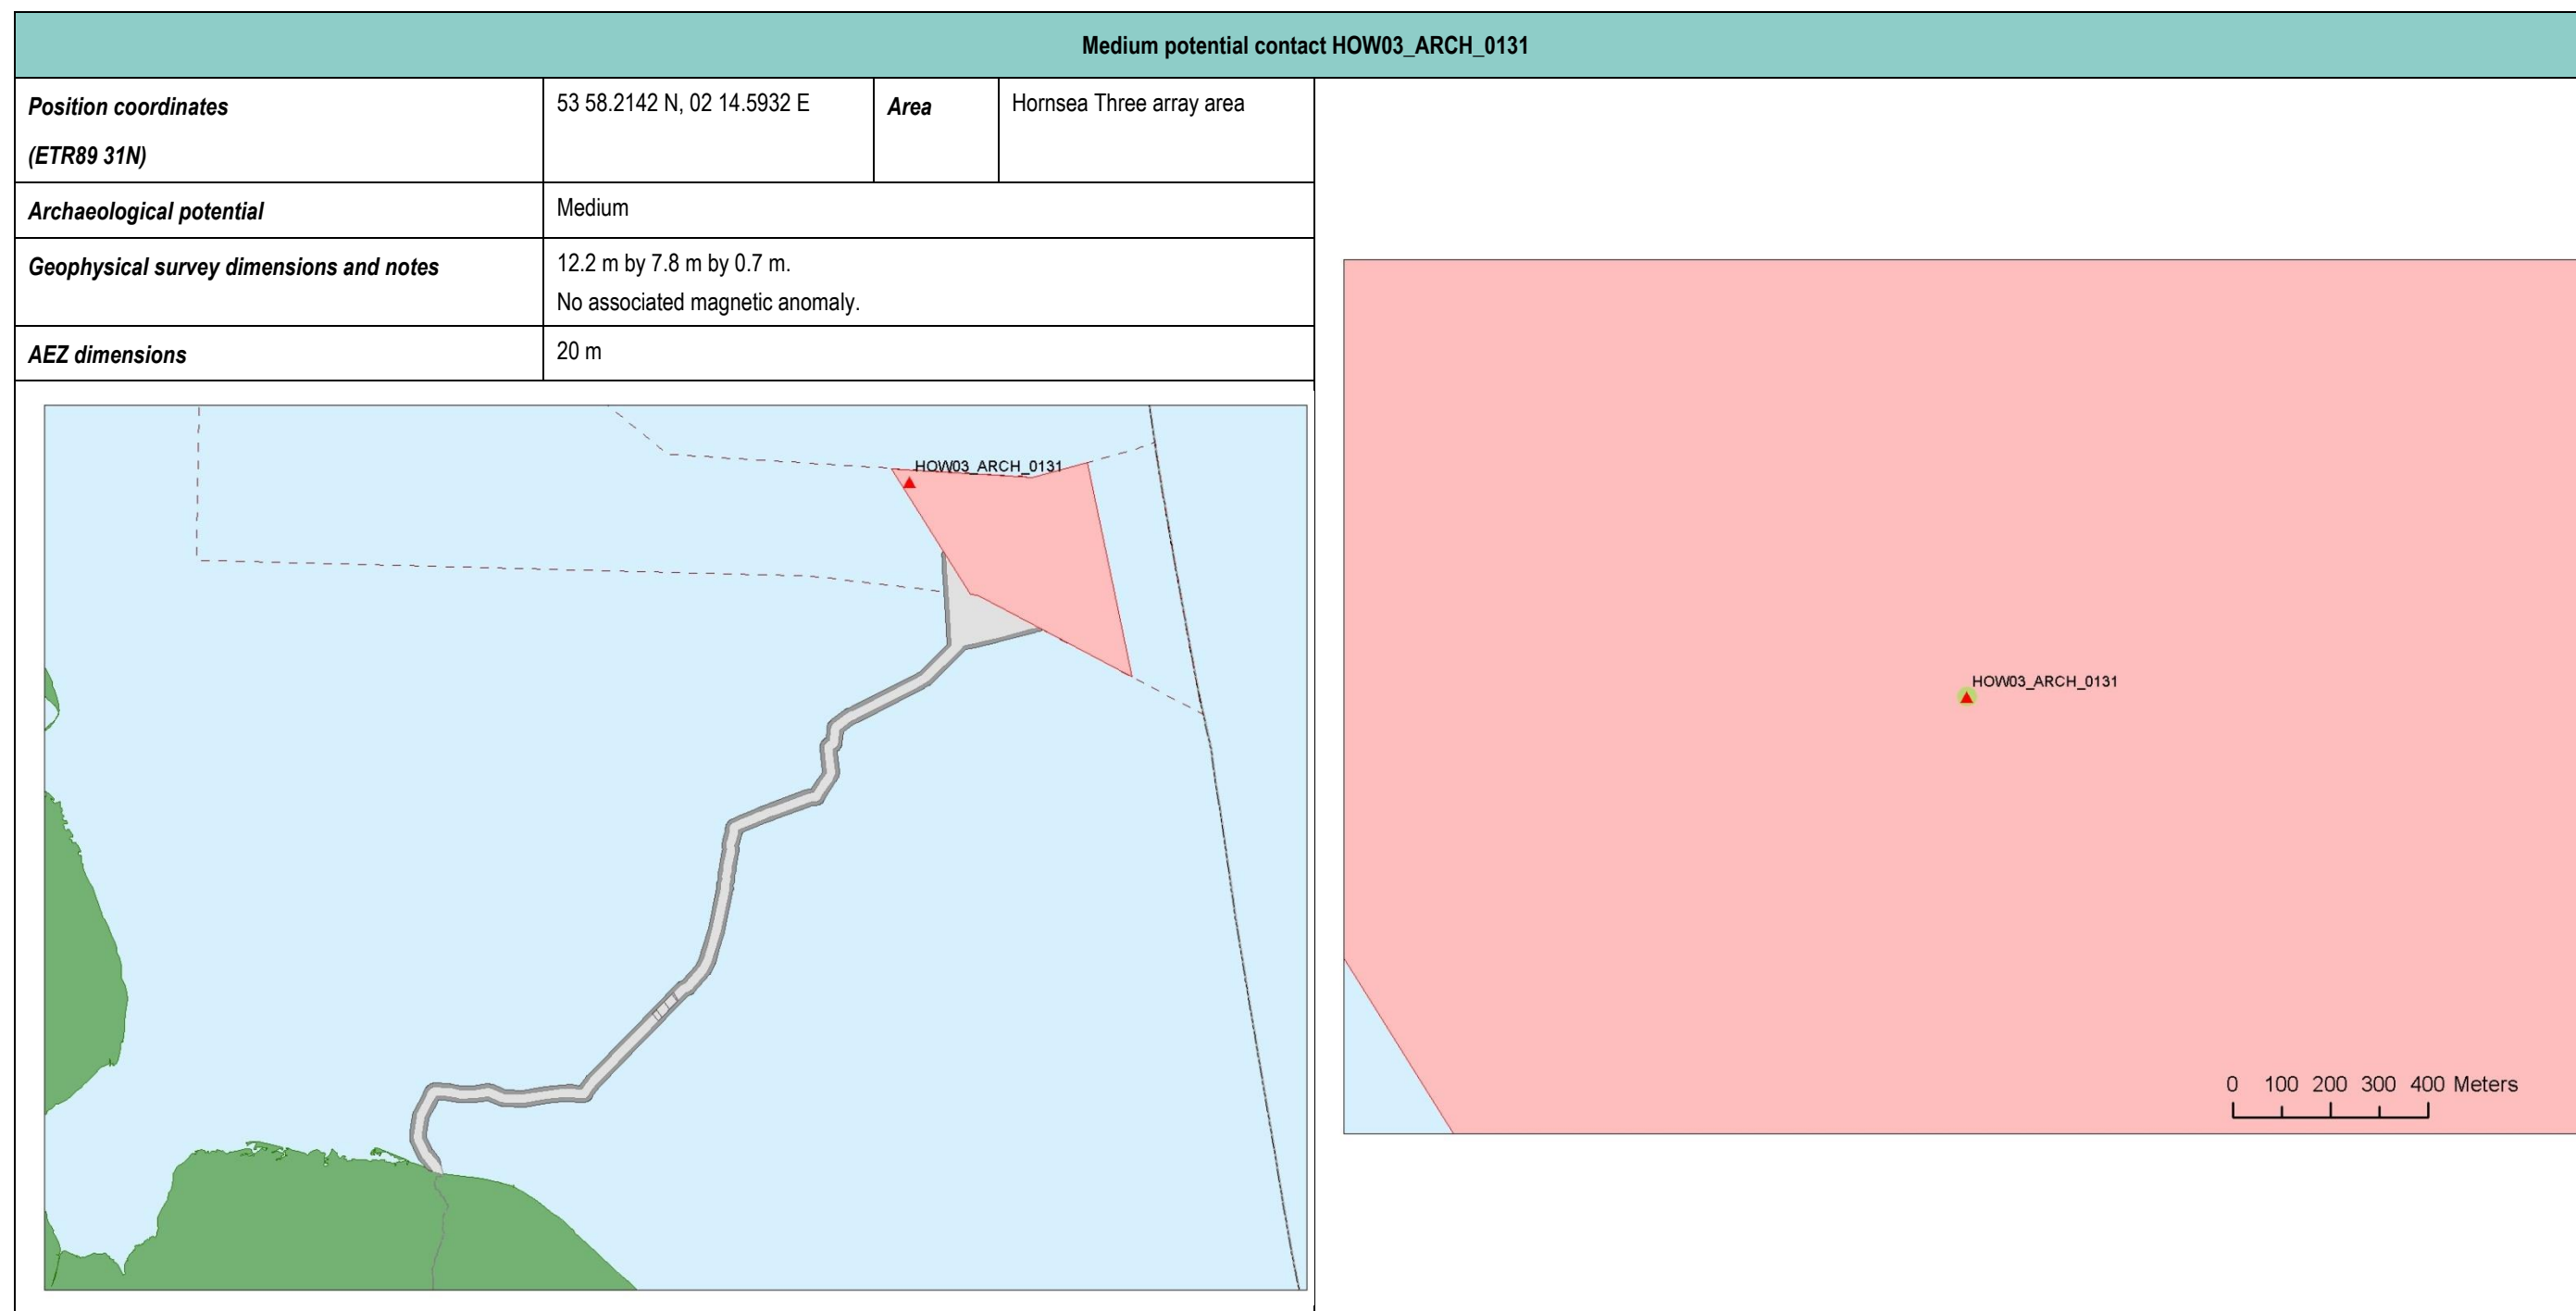 Medium potential contact HOW03_ARCH_0131
Position coordinates
(ETR89 31N)
53 58.2142 N, 02 14.5932 E
Area
Hornsea Three array area
Archaeological potential
Medium
Geophysical survey dimensions and notes
12.2 m by 7.8 m by 0.7 m.
No associated magnetic anomaly.
AEZ dimensions
20 m
HOW03_ARCH_0131
HOW03_ARCH_0131
0 100 200 300 400 Meters